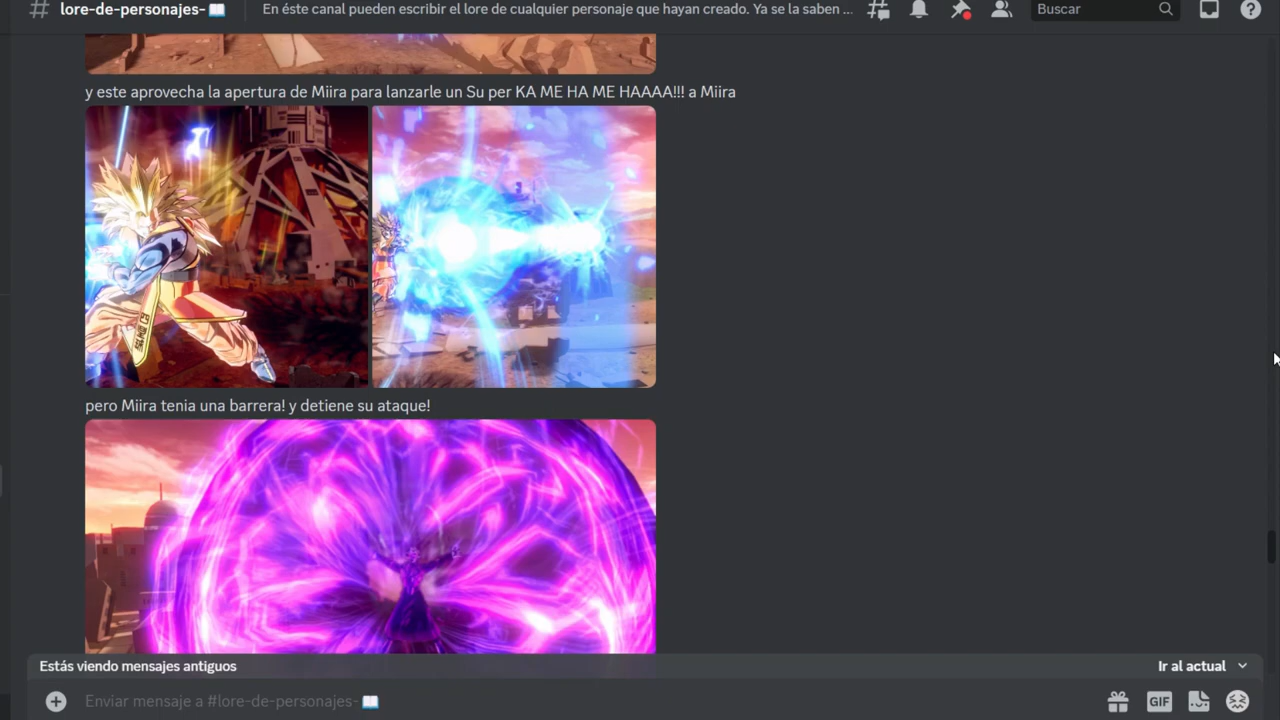 lore-de-personajes-📖
En éste canal pueden escribir el lore de cualquier personaje que hayan creado. Ya se la saben ...
Buscar
y este aprovecha la apertura de Miira para lanzarle un Su per KA ME HA ME HAAAA!!! a Miira
pero Miira tenia una barrera! y detiene su ataque!
Estás viendo mensajes antiguos
Ir al actual
Enviar mensaje a #lore-de-personajes-📖
GIF